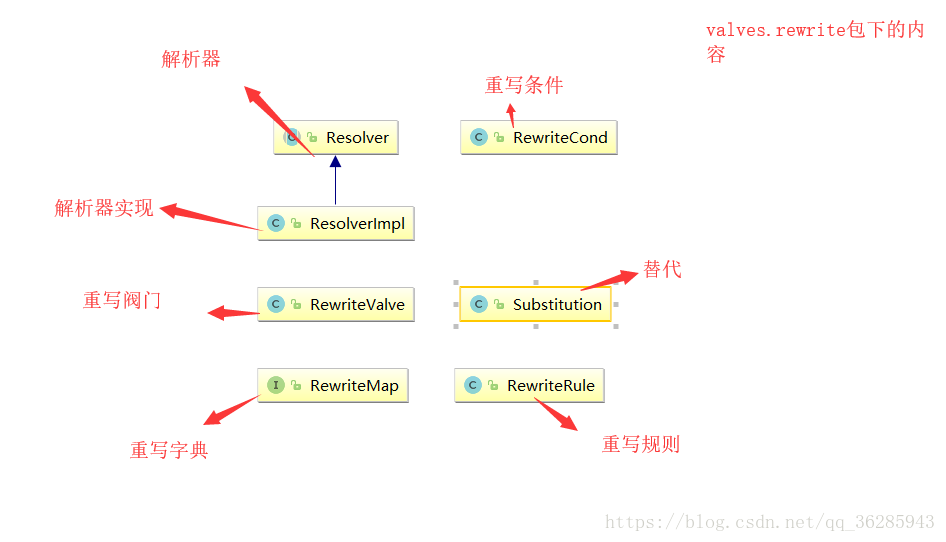 valves.rewrite包下的内
容
解析器
重写条件
C Resolver
C RewriteCond
解析器实现
C ResolverImpl
替代
重写阀门
C RewriteValve
C Substitution
I RewriteMap
C RewriteRule
重写字典
重写规则
https://blog.csdn.net/qq_36285943